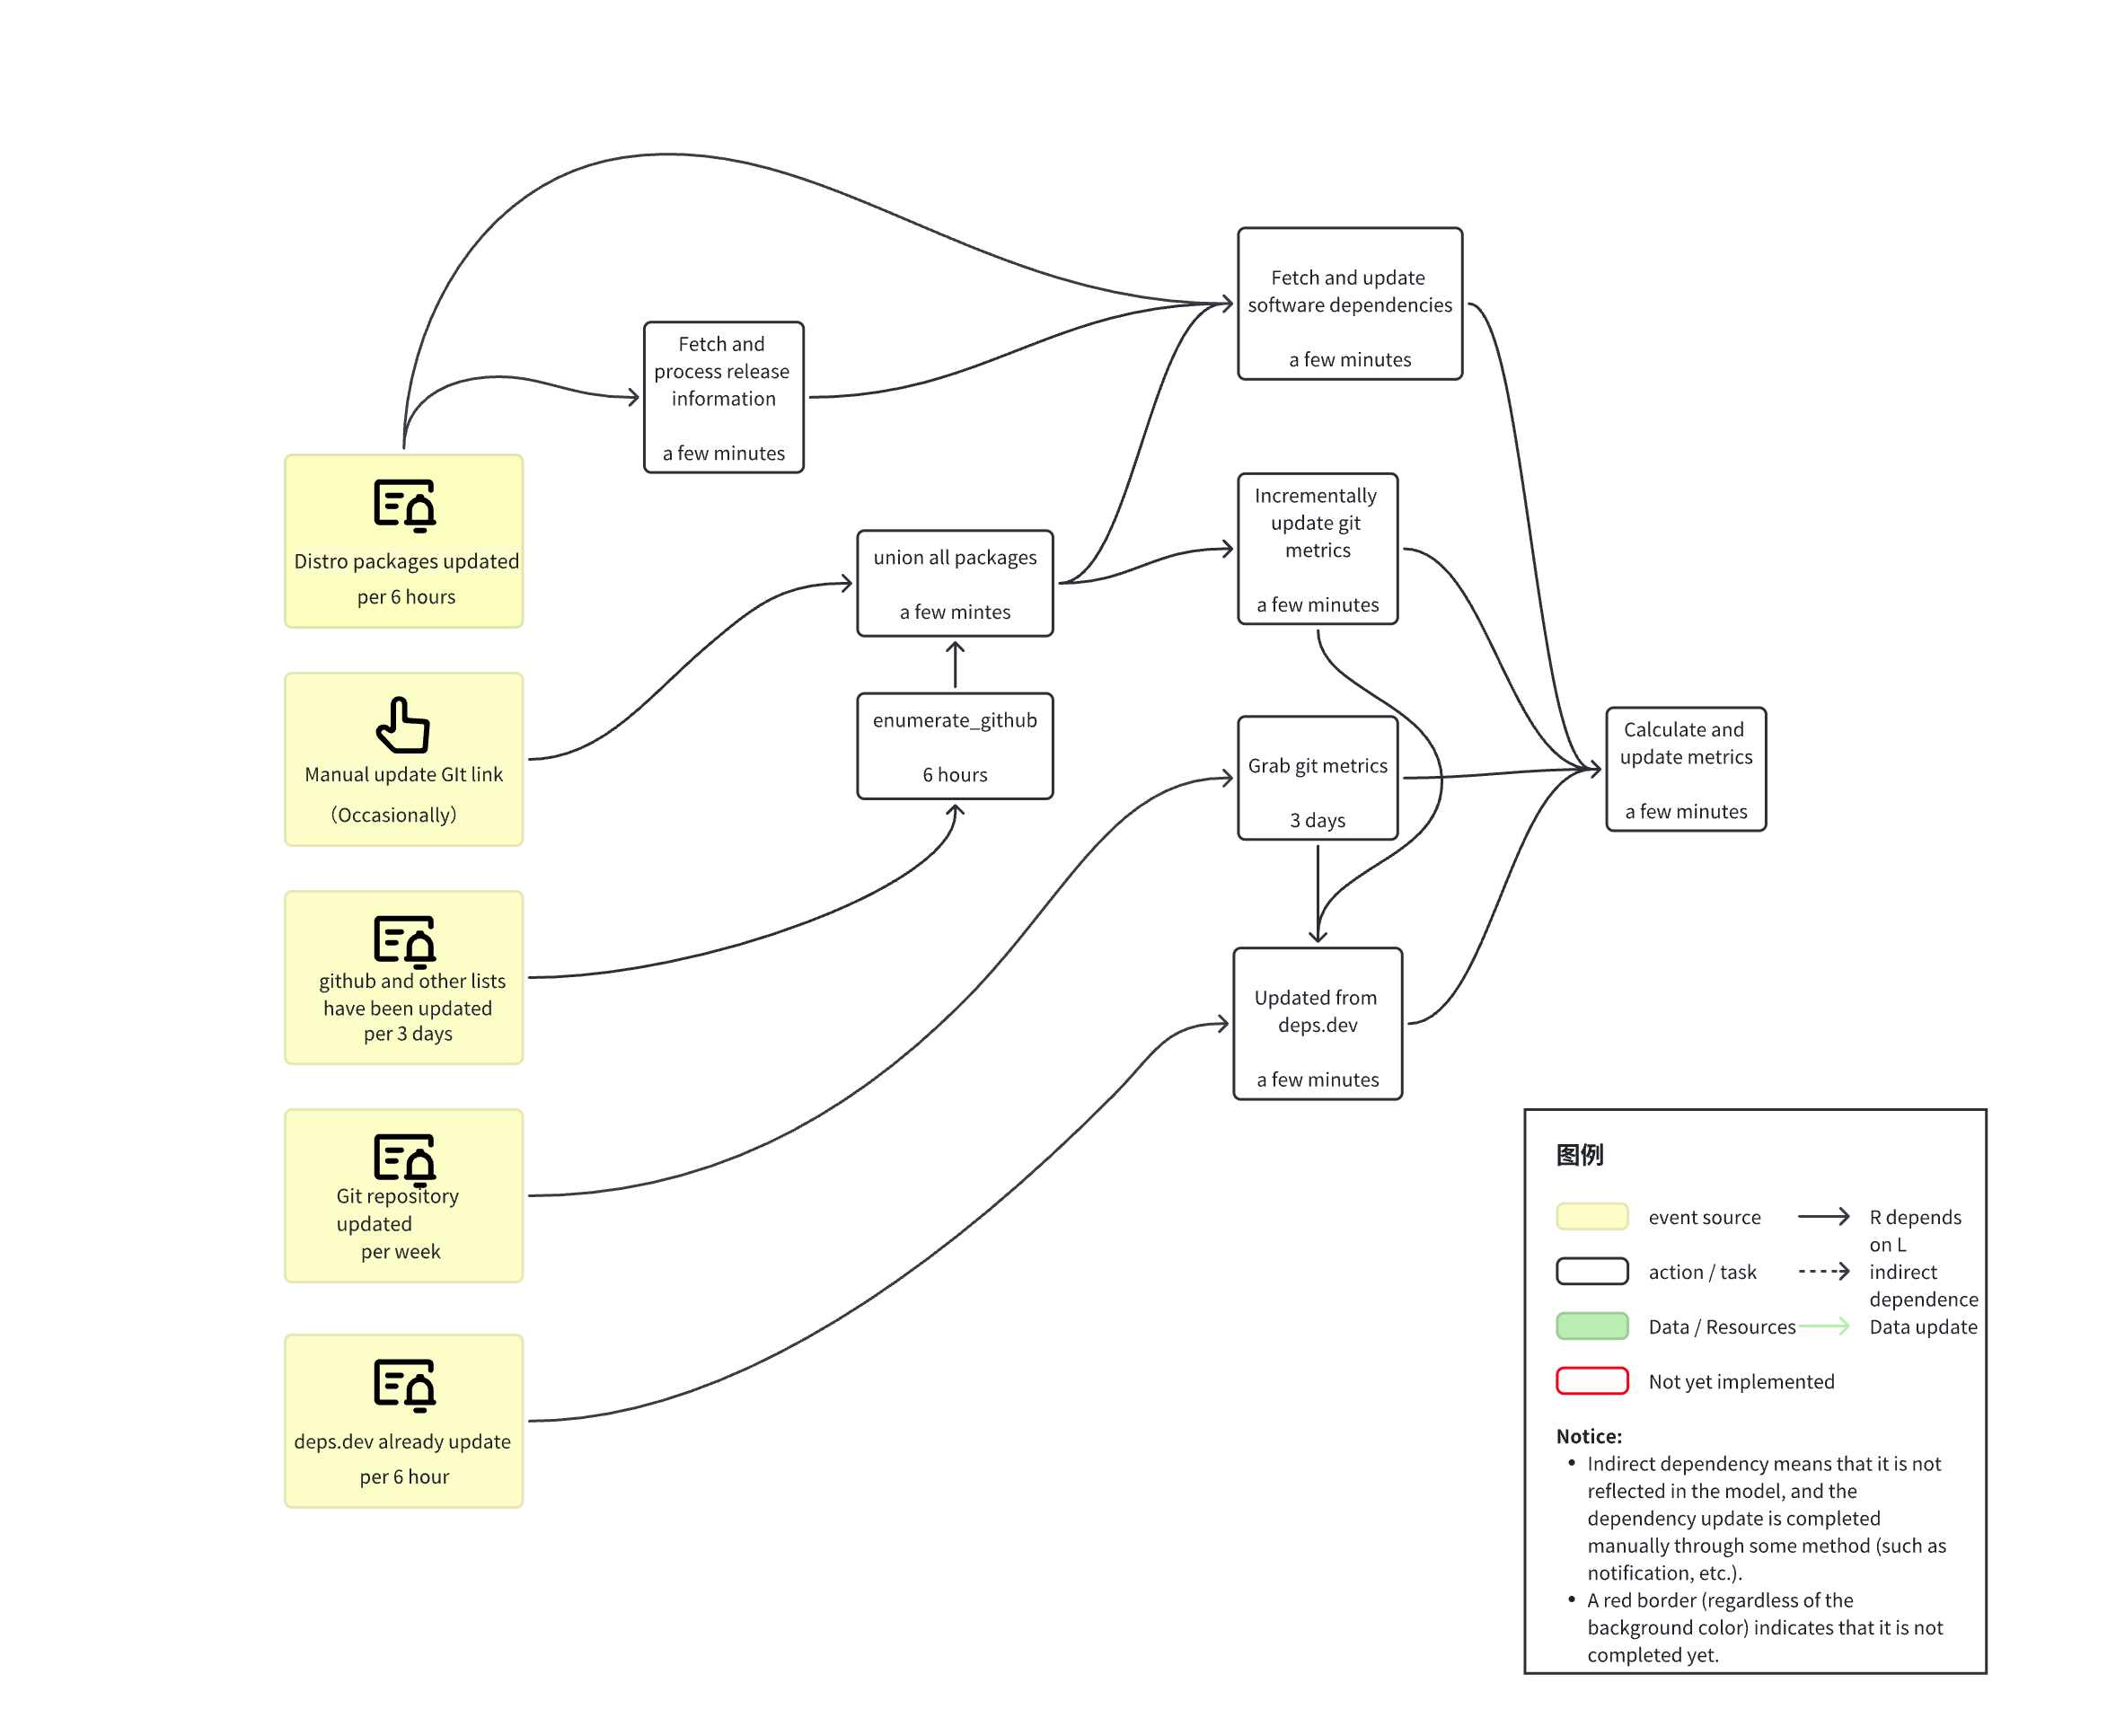 Fetch and update
software dependencies
a few minutes
Fetch and
process release
information
a few minutes
Distro packages updated
per 6 hours
Incrementally
update git
metrics
a few minutes
union all packages
a few mintes
Manual update GIt link
（Occasionally）
enumerate_github
6 hours
Grab git metrics
3 days
Calculate and
update metrics
a few minutes
github and other lists
have been updated
per 3 days
Updated from
deps.dev
a few minutes
Git repository
updated
per week
deps.dev already update
per 6 hour
图例
event source
R depends
on L
action / task
indirect
dependence
Data / Resources
Data update
Not yet implemented
Notice:
• Indirect dependency means that it is not
reflected in the model, and the
dependency update is completed
manually through some method (such as
notification, etc.).
• A red border (regardless of the
background color) indicates that it is not
completed yet.